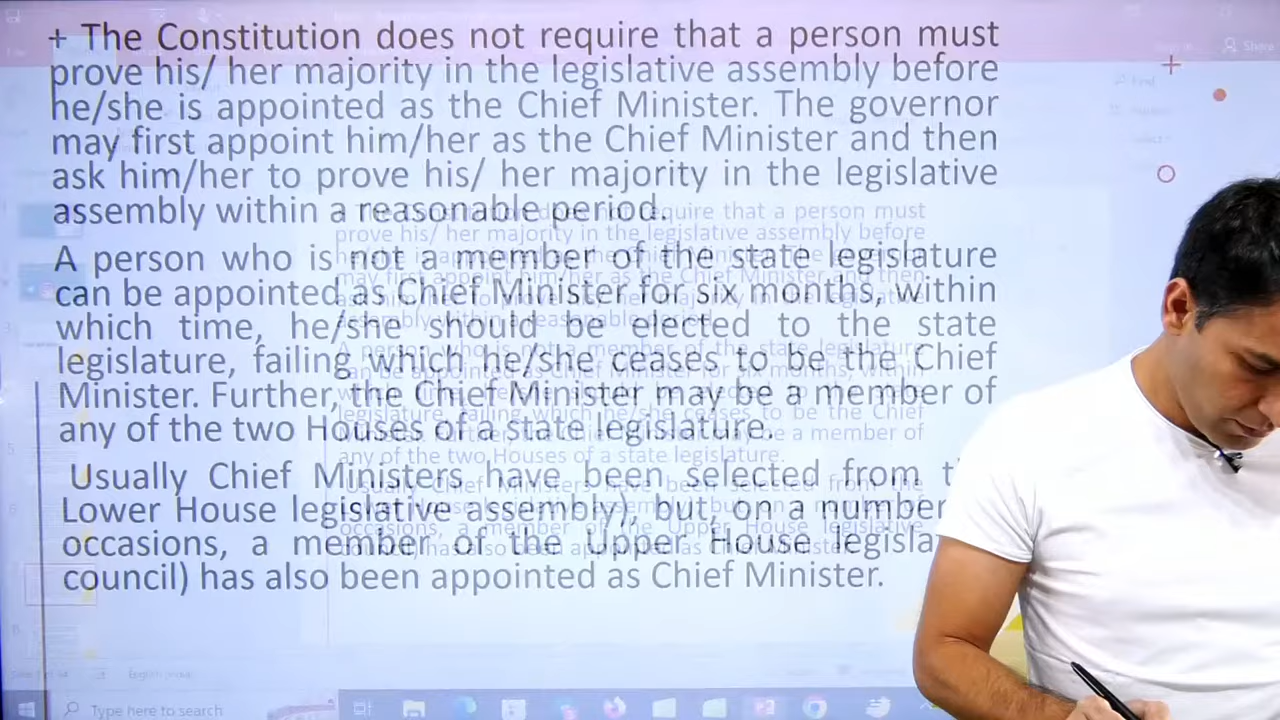 + The Constitution does not require that a person must
prove his/ her majority in the legislative assembly before
he/she is appointed as the Chief Minister. The governor
may first appoint him/her as the Chief Minister and then
ask him/her to prove his/ her majority in the legislative
assembly within a reasonable period.
A person who is not a member of the state legislature
can be appointed as Chief Minister for six months, within
which time, he/she should be elected to the state
legislature, failing which he/she ceases to be the Chief
Minister. Further, the Chief Minister may be a member of
any of the two Houses of a state legislature.
Usually Chief Ministers have been selected from
Lower House legislative assembly), but, on a number
occasions, a member of the Upper House
council) has also been appointed as Chief Minister.
Type here to search
Share
Find